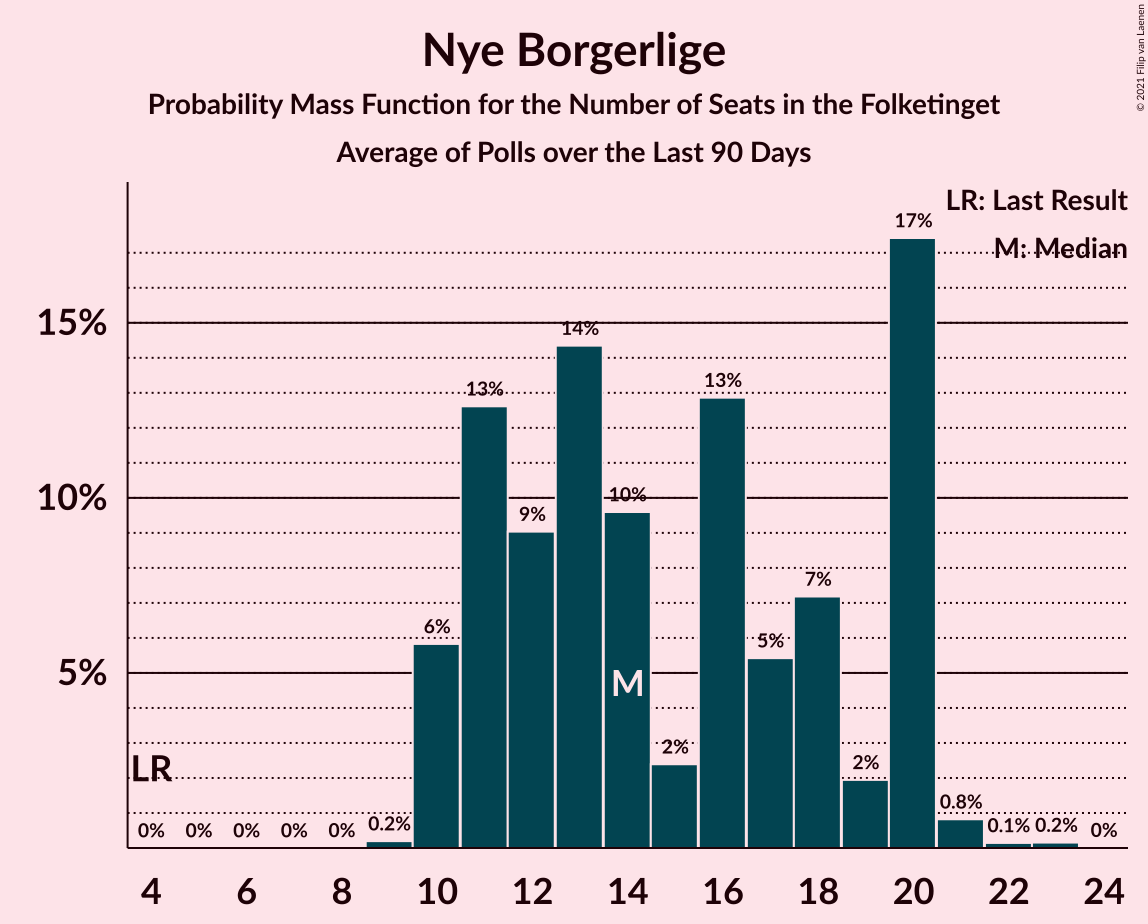 Nye Borgerlige
Probability Mass Function for the Number of Seats in the Folketinget
Average of Polls over the Last 90 Days
© 2021 Filip van Laenen
LR: Last Result
M: Median
15%
10%
5%
LR
M
0%
0%
0%
0%
0%
0.2%
6%
13%
9%
14%
10%
2%
13%
5%
7%
2%
17%
0.8%
0.1%
0.2%
0%
4 6 8 10 12 14 16 18 20 22 24